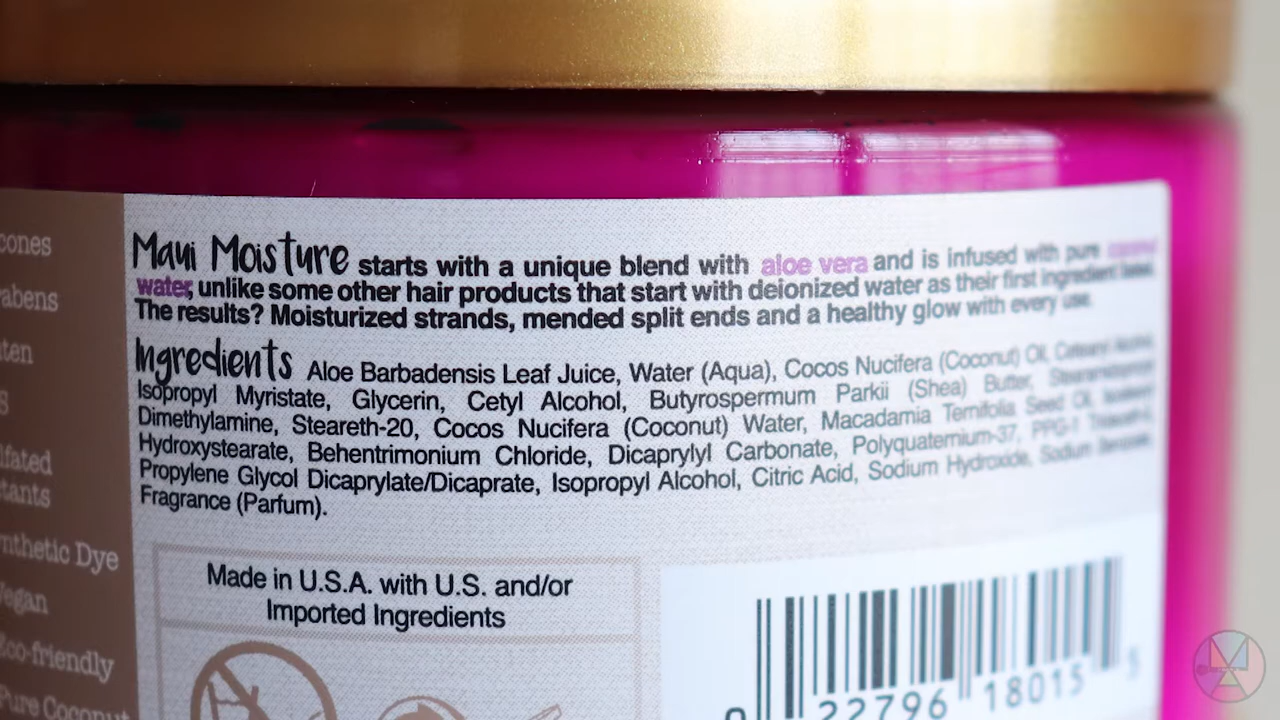 cones
abens
ten
S
lfated
tants
nthetic Dye
Vegan
Eco-friendly
Pure Coconut
Maui Moisture starts with a unique blend with aloe vera and is infused with pure coconut
water, unlike some other hair products that start with deionized water as their first ingredient listed.
The results? Moisturized strands, mended split ends and a healthy glow with every use.
Ingredients Aloe Barbadensis Leaf Juice, Water (Aqua), Cocos Nucifera (Coconut) Oil, Cetearyl Alcohol,
Isopropyl Myristate, Glycerin, Cetyl Alcohol, Butyrospermum Parkii (Shea) Butter, Stearamidopropyl
Dimethylamine, Steareth-20, Cocos Nucifera (Coconut) Water, Macadamia Ternifolia Seed Oil,
Hydroxystearate, Behentrimonium Chloride, Dicaprylyl Carbonate, Polyquaternium-37, PPG-1 Trideceth-6,
Propylene Glycol Dicaprylate/Dicaprate, Isopropyl Alcohol, Citric Acid, Sodium Hydroxide, Sodium Benzoate,
Fragrance (Parfum).
Made in U.S.A. with U.S. and/or
Imported Ingredients
0 22796 18015 5